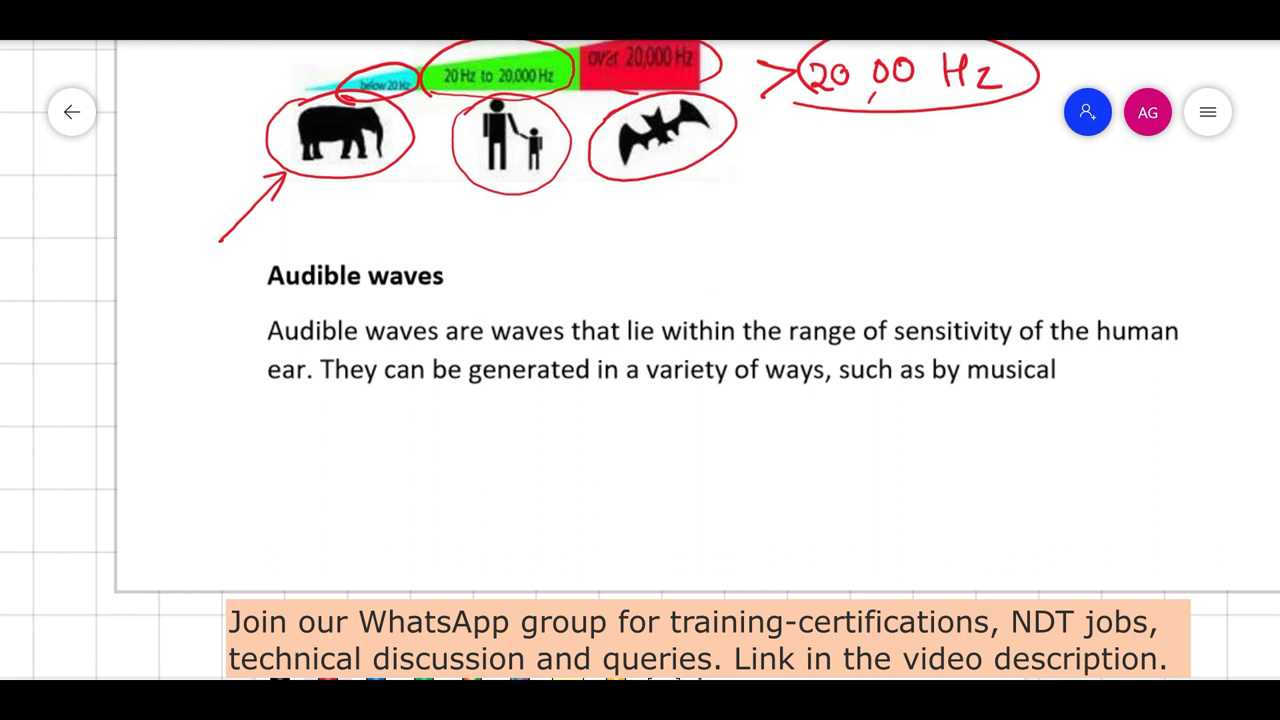 below 20 Hz
20 Hz to 20,000 Hz
over 20,000 Hz
>20,00 Hz
AG
Audible waves
Audible waves are waves that lie within the range of sensitivity of the human
ear. They can be generated in a variety of ways, such as by musical
Join our WhatsApp group for training-certifications, NDT jobs,
technical discussion and queries. Link in the video description.